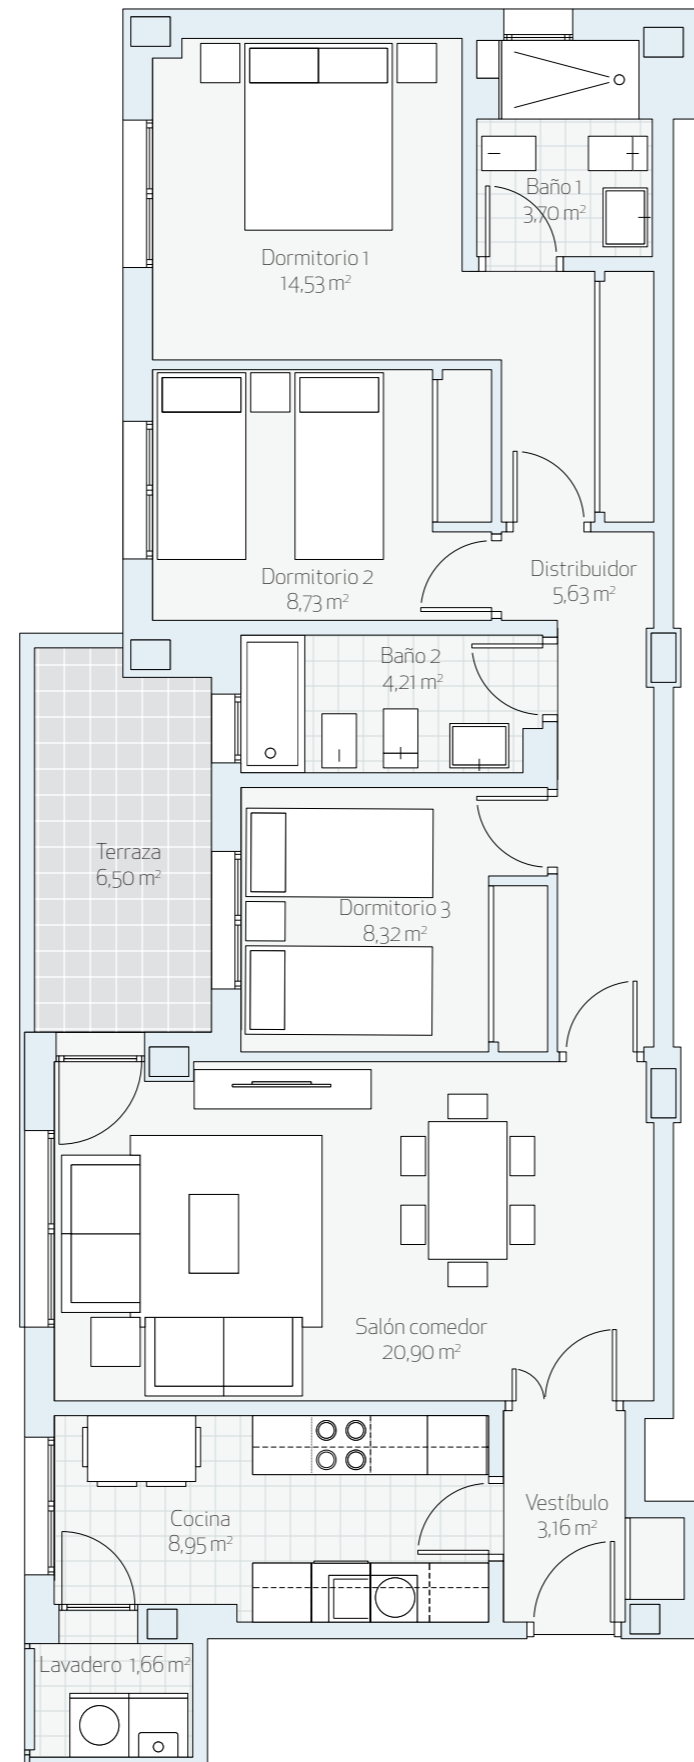 Baño 1
3,70 m²
Dormitorio 1
14,53 m²
Distribuidor
5,63 m²
Dormitorio 2
8,73 m²
Baño 2
4,21 m²
Terraza
6,50 m²
Dormitorio 3
8,32 m²
Salón comedor
20,90 m²
Cocina
8,95 m²
Vestíbulo
3,16 m²
Lavadero 1,66 m²